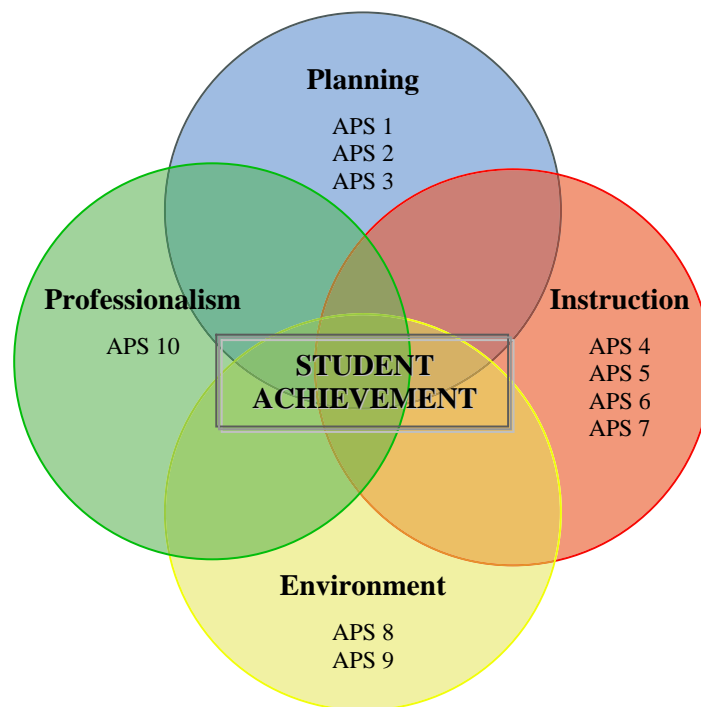 Planning
APS 1
APS 2
APS 3
Professionalism
APS 10
Instruction
APS 4
APS 5
APS 6
APS 7
STUDENT
ACHIEVEMENT
Environment
APS 8
APS 9